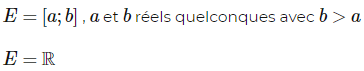 E = [a; b] , a et b réels quelconques avec b > a
E = ℝ